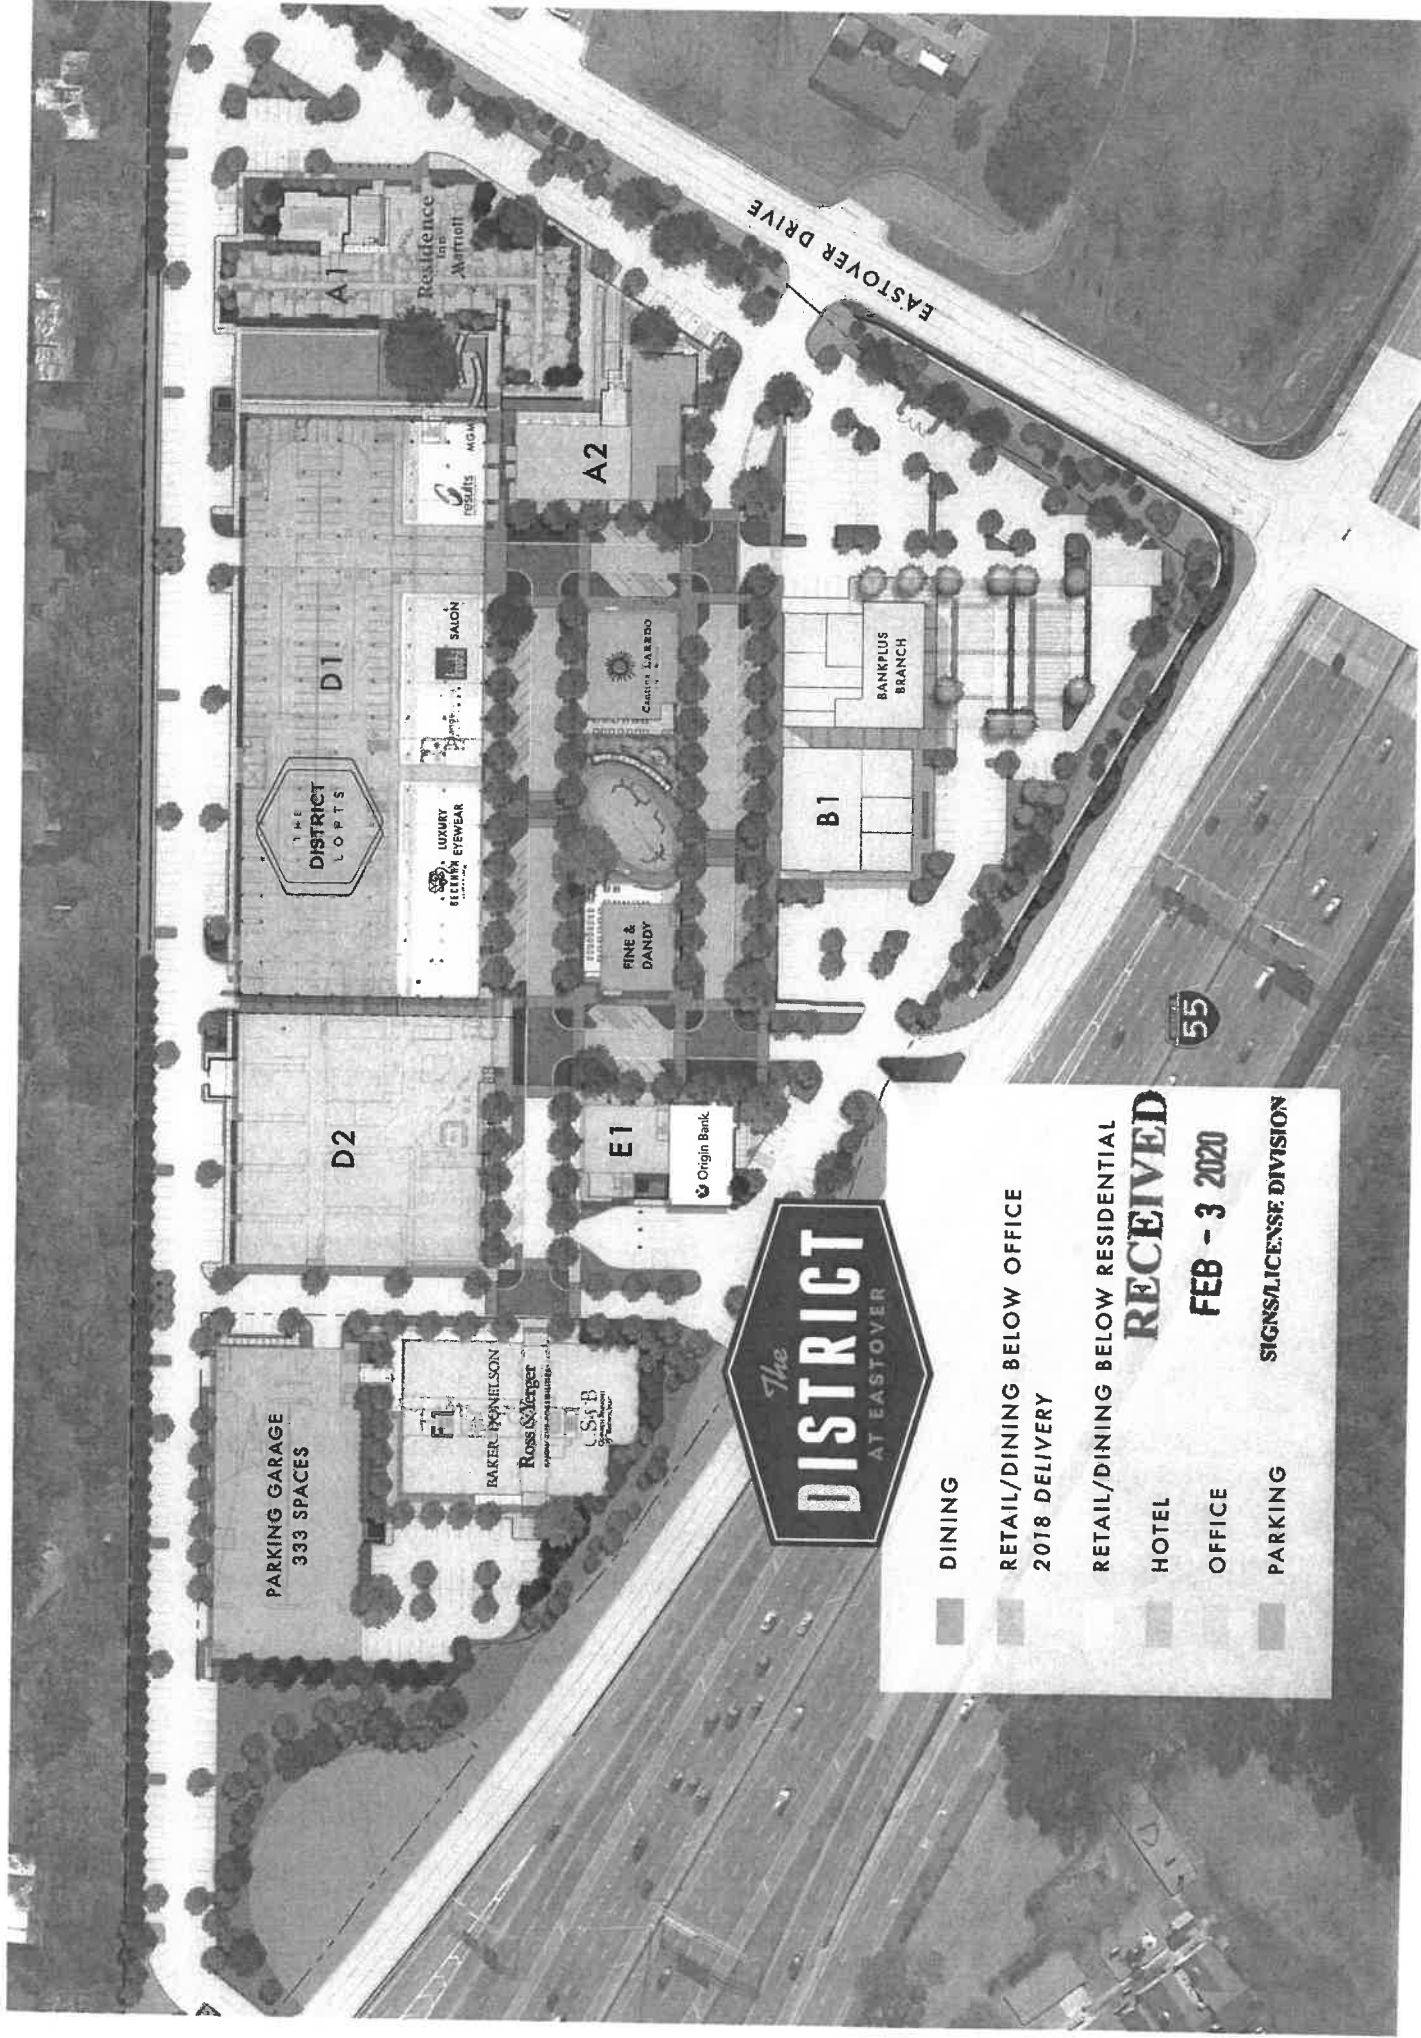 PARKING GARAGE
333 SPACES
F1
BAKER DONELSON
Ross & Yerger
D2
E1
Origin Bank
THE
DISTRICT
LOFTS
D1
LUXURY
EYEWEAR
SALON
results
MGM
A1
Residence
Inn
Marriott
A2
FINE &
DANDY
Cantina LAREDO
B1
BANKPLUS
BRANCH
EASTOVER DRIVE
55
The
DISTRICT
AT EASTOVER
DINING
RETAIL/DINING BELOW OFFICE
2018 DELIVERY
RETAIL/DINING BELOW RESIDENTIAL
HOTEL
OFFICE
PARKING
RECEIVED
FEB - 3 2020
SIGNS/LICENSE DIVISION